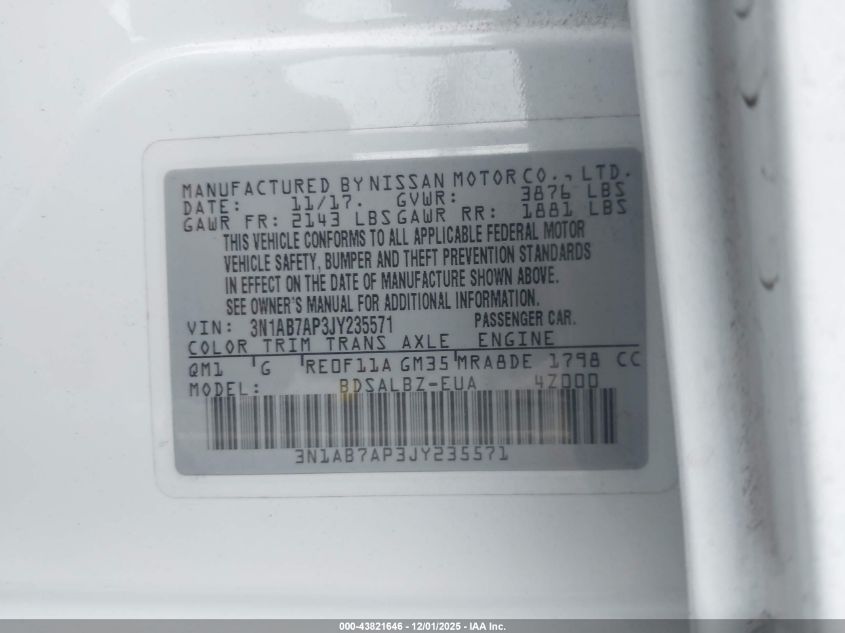 MANUFACTURED BY NISSAN MOTOR CO., LTD.
DATE: 11/17. GVWR: 3876 LBS
GAWR FR: 2143 LBS GAWR RR: 1881 LBS
THIS VEHICLE CONFORMS TO ALL APPLICABLE FEDERAL MOTOR
VEHICLE SAFETY, BUMPER AND THEFT PREVENTION STANDARDS
IN EFFECT ON THE DATE OF MANUFACTURE SHOWN ABOVE.
SEE OWNER'S MANUAL FOR ADDITIONAL INFORMATION.
VIN: 3N1AB7AP3JY235571 PASSENGER CAR.
COLOR TRIM TRANS AXLE ENGINE
QM1 G RE0F11A GM35 MRA8DE 1798 CC
MODEL: BDSALBZ-EUA 4Z000
3N1AB7AP3JY235571
000-43821646 - 12/01/2025 - IAA Inc.